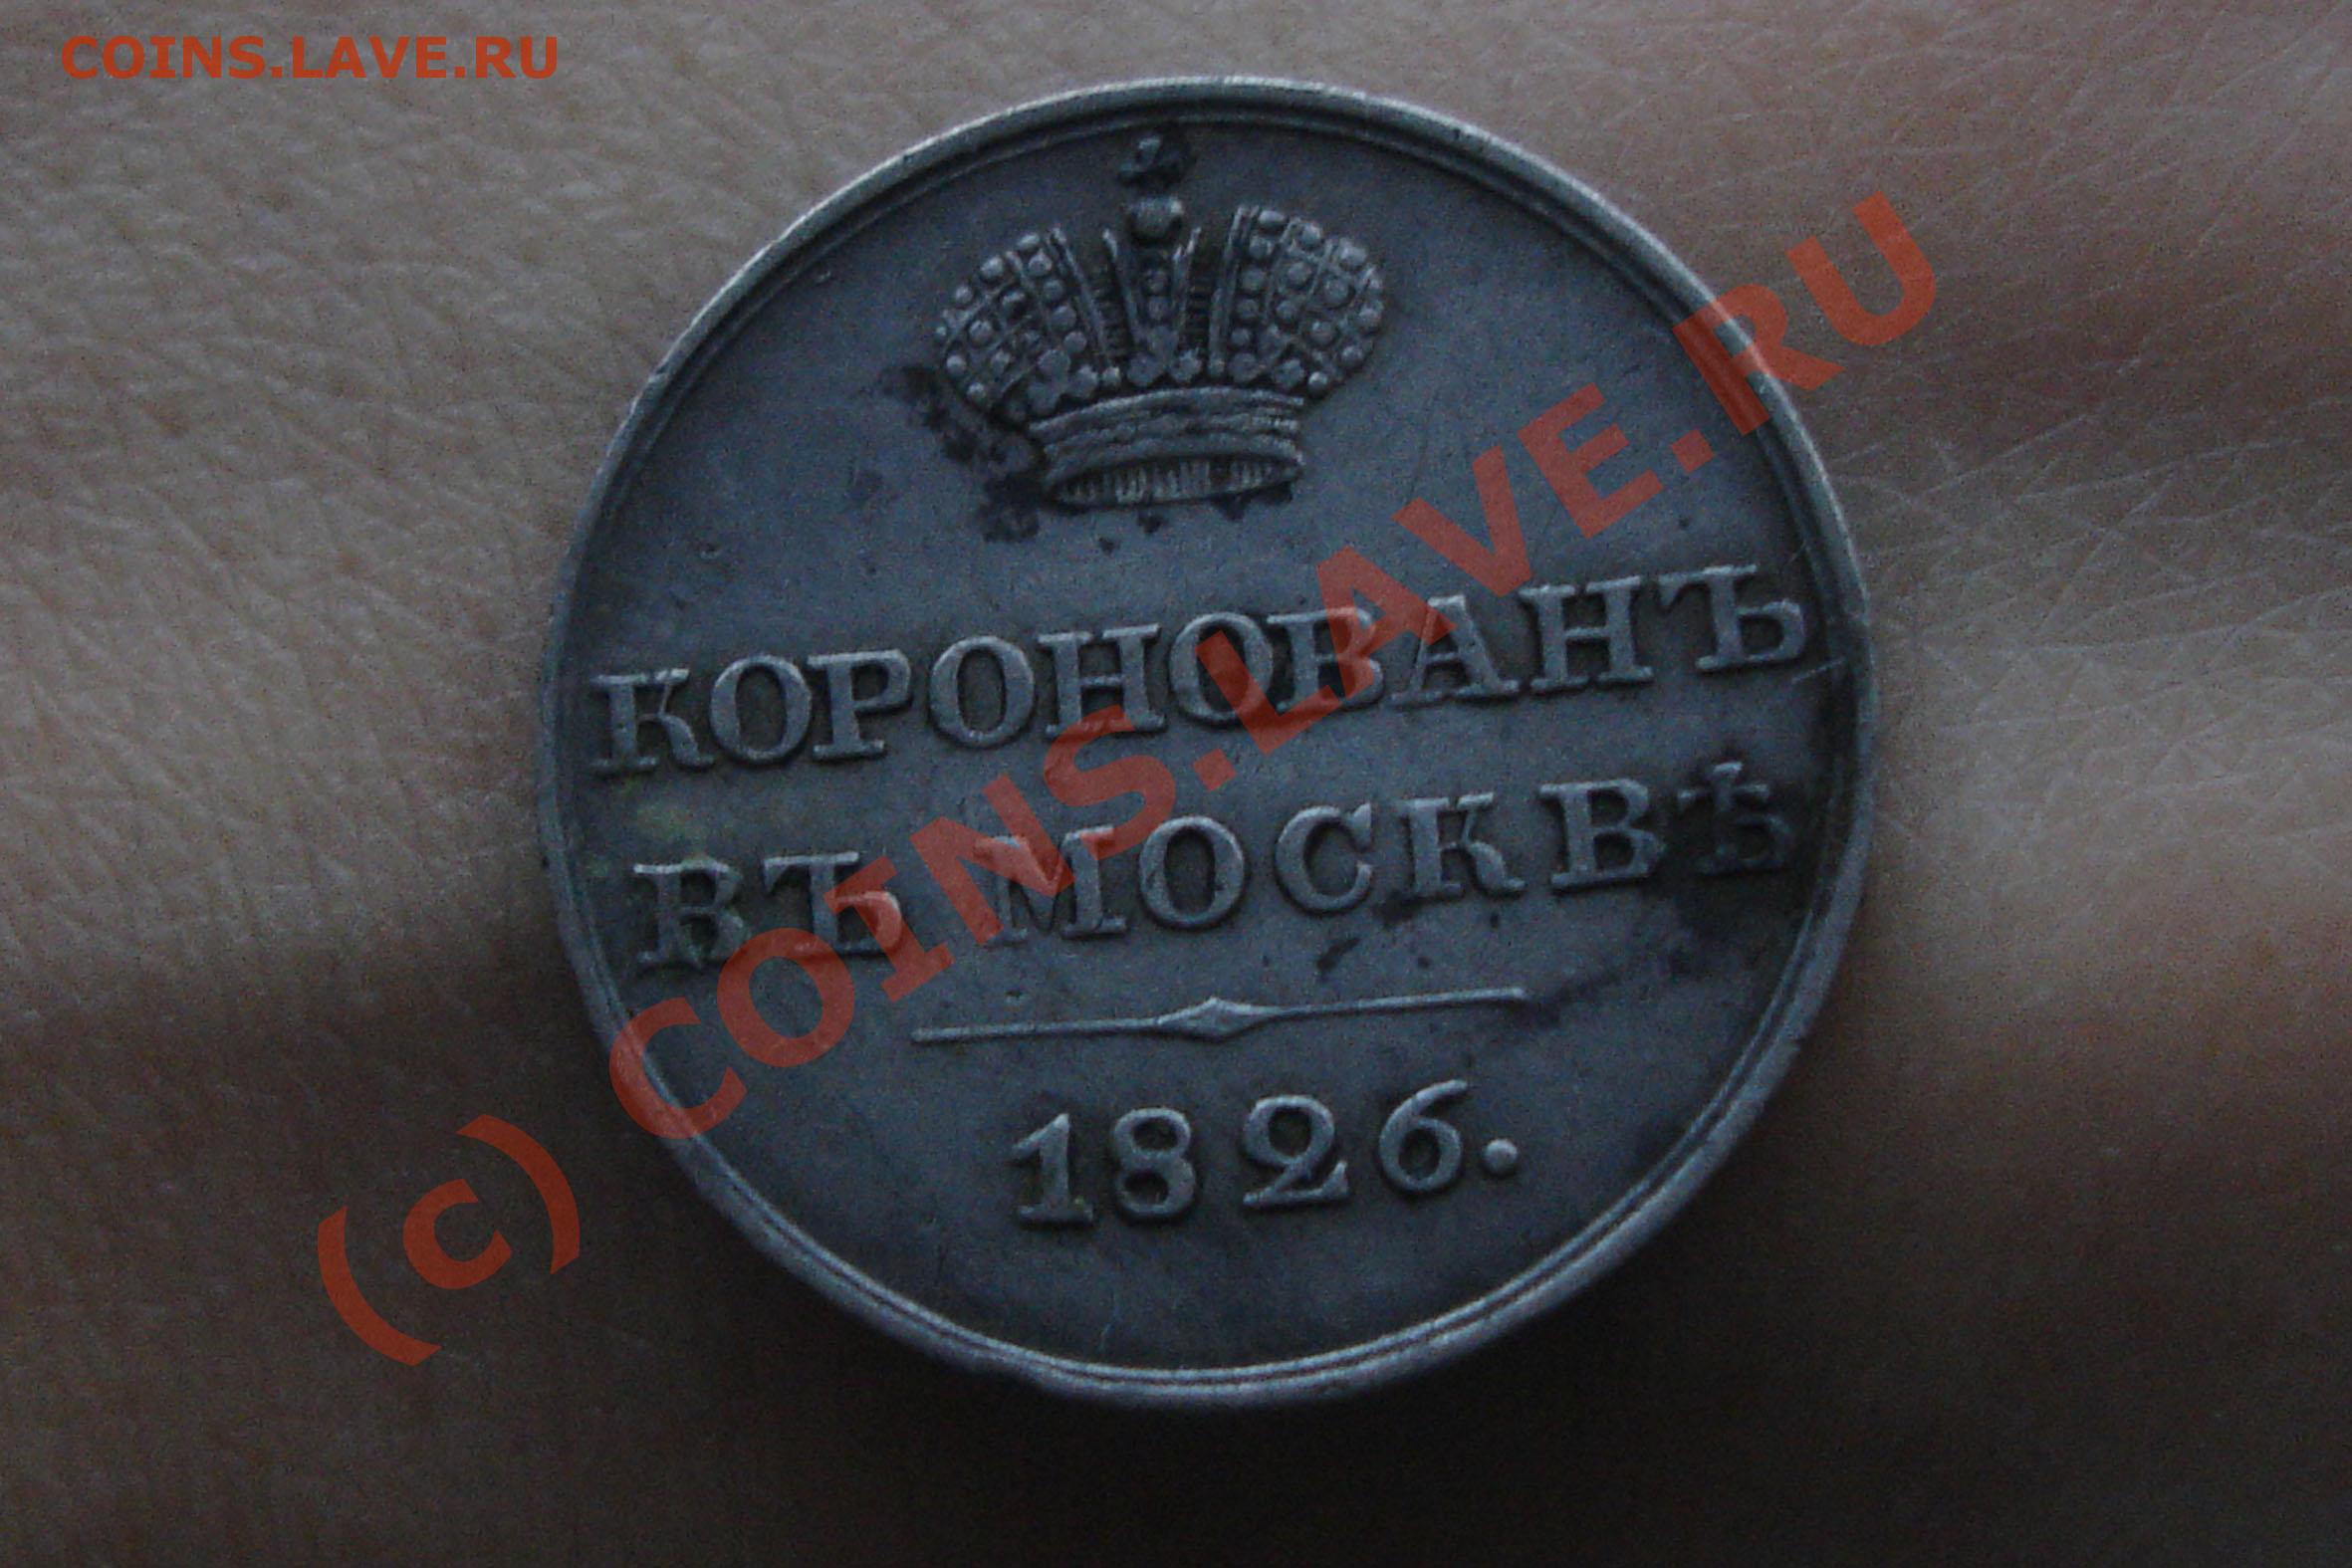 COINS.LAVE.RU
КОРОНОВАНЪ
ВЪ МОСКВѢ
1826.
(c) COINS.LAVE.RU